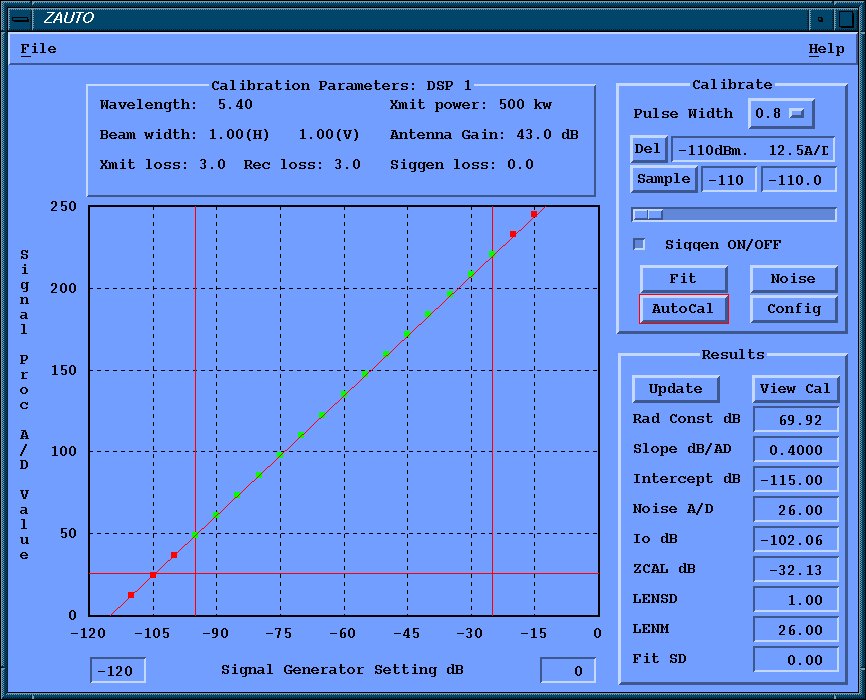 ZAUTO
File Help
Calibration Parameters: DSP 1
Wavelength: 5.40 Xmit power: 500 kw
Beam width: 1.00(H) 1.00(V) Antenna Gain: 43.0 dB
Xmit loss: 3.0 Rec loss: 3.0 Siggen loss: 0.0
Calibrate
Pulse Width 0.8
Del -110dBm. 12.5A/D
Sample -110 -110.0
Siggen ON/OFF
Fit Noise
AutoCal Config
250
200
150
100
50
0
Signal Proc A/D Value
-120 -105 -90 -75 -60 -45 -30 -15 0
-120 Signal Generator Setting dB 0
Results
Update View Cal
Rad Const dB 69.92
Slope dB/AD 0.4000
Intercept dB -115.00
Noise A/D 26.00
Io dB -102.06
ZCAL dB -32.13
LENSD 1.00
LENM 26.00
Fit SD 0.00